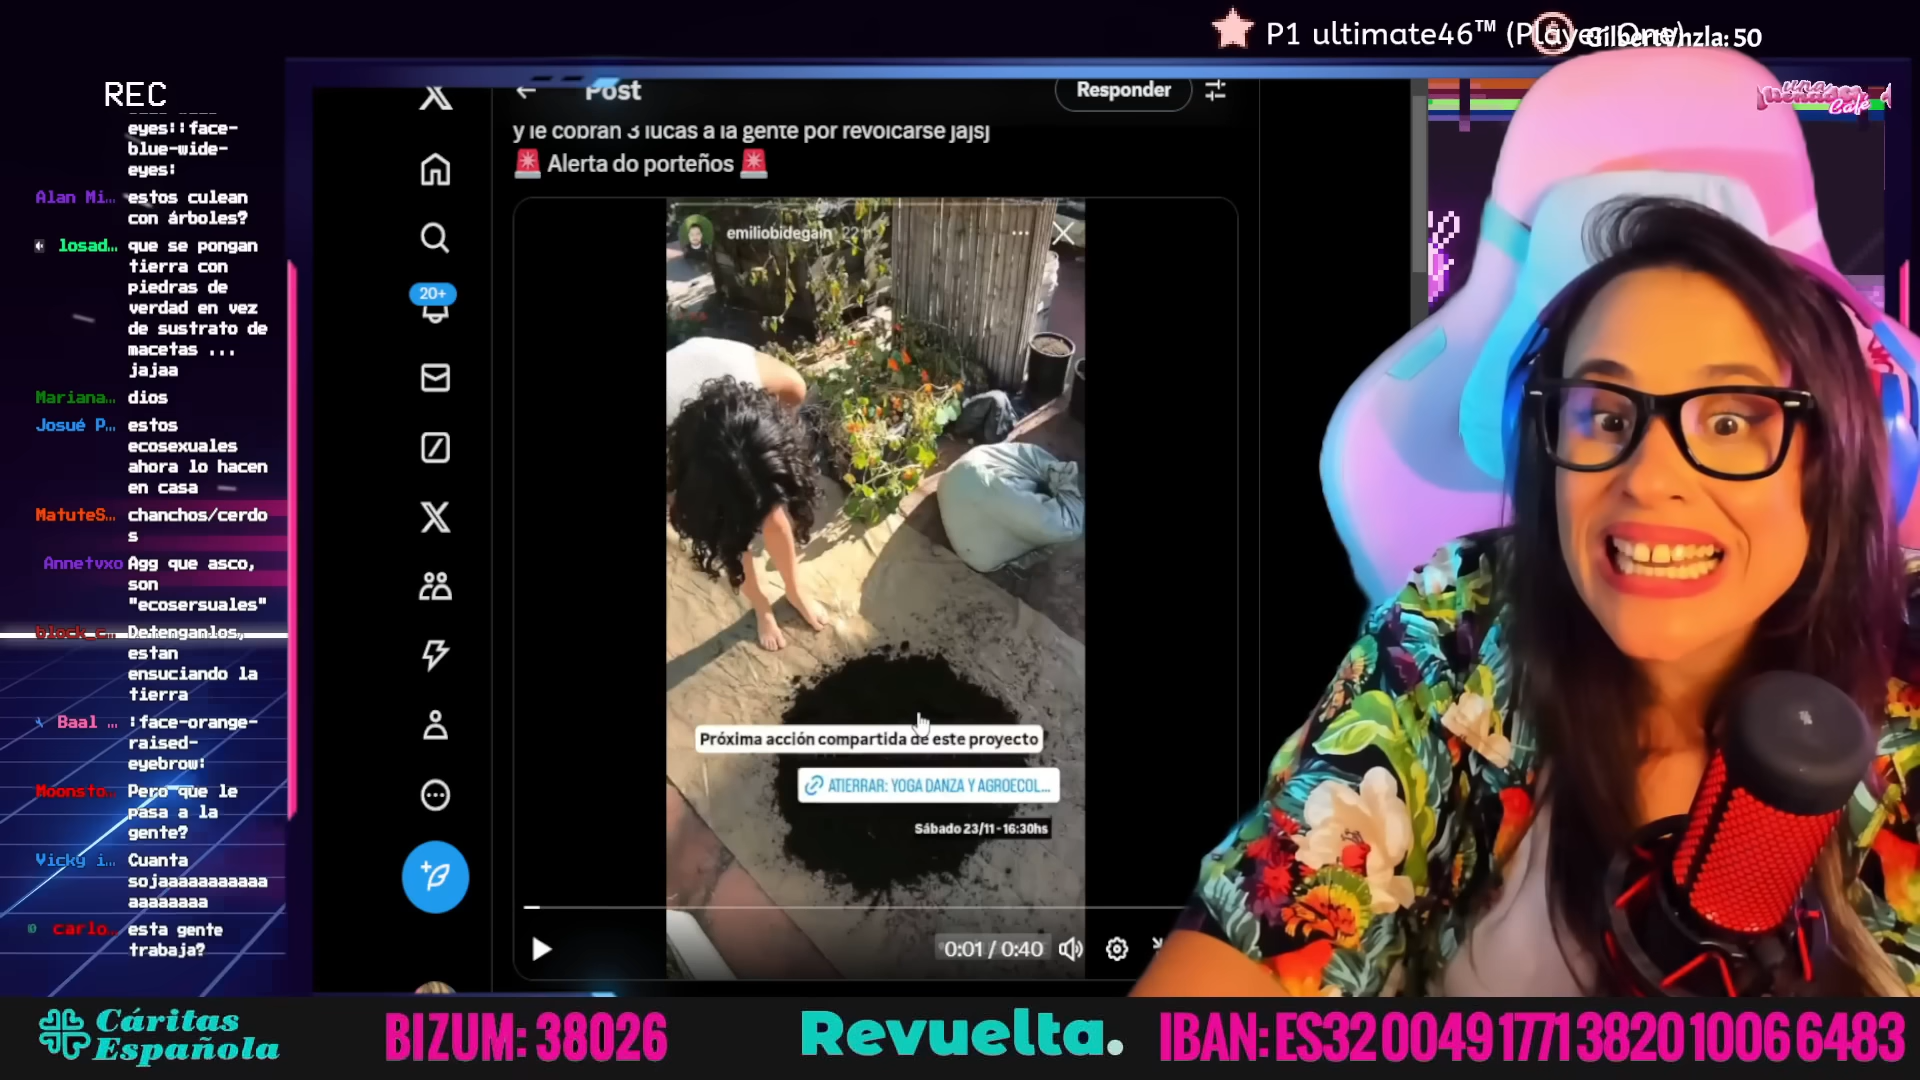 P1 ultimate46™ (Player One)
Gilbertvnzla: 50
REC
eyes::face-
blue-wide-
eyes:
Alan Mi… estos culean
con árboles?
losad… que se pongan
tierra con
piedras de
verdad en vez
de sustrato de
macetas ...
jajaa
Mariana… dios
Josué P… estos
ecosexuales
ahora lo hacen
en casa
MatuteS… chanchos/cerdo
s
Annetvxo Agg que asco,
son
"ecosersuales"
block_c… Detenganlos,
estan
ensuciando la
tierra
Baal … :face-orange-
raised-
eyebrow:
Moonsto… Pero que le
pasa a la
gente?
Vicky i… Cuanta
sojaaaaaaaaaaa
aaaaaaaa
carlo… esta gente
trabaja?
20+
Post
Responder
y le cobran 3 lucas a la gente por revolcarse jajsj
🚨 Alerta do porteños 🚨
emiliobidegain 22 h
Próxima acción compartida de este proyecto
ATIERRAR: YOGA DANZA Y AGROECOL...
Sábado 23/11 - 16:30hs
0:01 / 0:40
Café
Cáritas
Española
BIZUM: 38026
Revuelta.
IBAN: ES32 0049 1771 3820 1006 6483